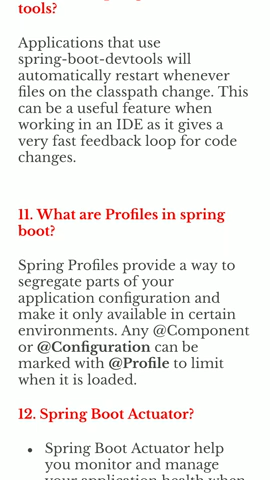 tools?
Applications that use
spring-boot-devtools will
automatically restart whenever
files on the classpath change. This
can be a useful feature when
working in an IDE as it gives a
very fast feedback loop for code
changes.
11. What are Profiles in spring
boot?
Spring Profiles provide a way to
segregate parts of your
application configuration and
make it only available in certain
environments. Any @Component
or @Configuration can be
marked with @Profile to limit
when it is loaded.
12. Spring Boot Actuator?
• Spring Boot Actuator help
you monitor and manage
your application health when